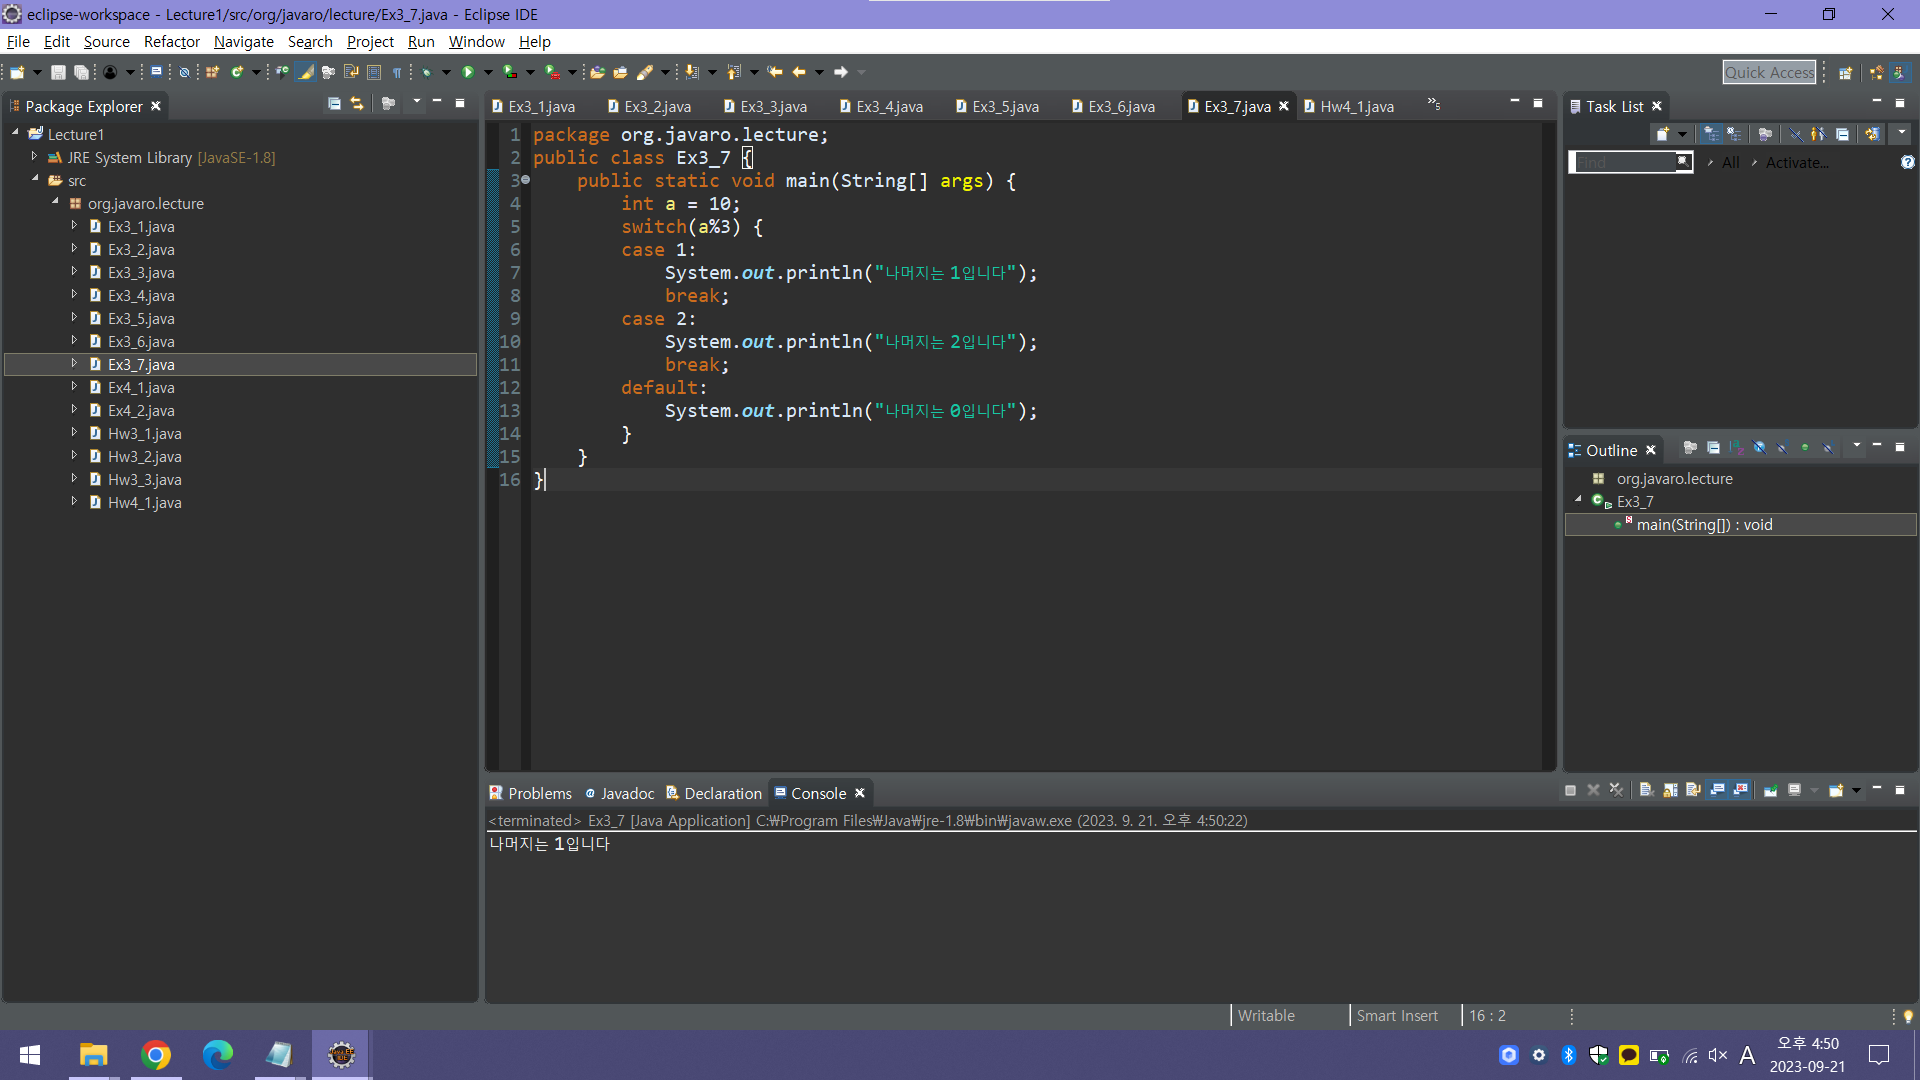 eclipse-workspace - Lecture1/src/org/javaro/lecture/Ex3_7.java - Eclipse IDE
File Edit Source Refactor Navigate Search Project Run Window Help
Quick Access
Package Explorer
Lecture1
JRE System Library [JavaSE-1.8]
src
org.javaro.lecture
Ex3_1.java
Ex3_2.java
Ex3_3.java
Ex3_4.java
Ex3_5.java
Ex3_6.java
Ex3_7.java
Ex4_1.java
Ex4_2.java
Hw3_1.java
Hw3_2.java
Hw3_3.java
Hw4_1.java
Ex3_1.java Ex3_2.java Ex3_3.java Ex3_4.java Ex3_5.java Ex3_6.java Ex3_7.java Hw4_1.java »5
1 package org.javaro.lecture;
2 public class Ex3_7 {
3 public static void main(String[] args) {
4 int a = 10;
5 switch(a%3) {
6 case 1:
7 System.out.println("나머지는 1입니다");
8 break;
9 case 2:
10 System.out.println("나머지는 2입니다");
11 break;
12 default:
13 System.out.println("나머지는 0입니다");
14 }
15 }
16 }
Task List
Find All Activate...
Outline
org.javaro.lecture
Ex3_7
main(String[]) : void
Problems Javadoc Declaration Console
<terminated> Ex3_7 [Java Application] C:₩Program Files₩Java₩jre-1.8₩bin₩javaw.exe (2023. 9. 21. 오후 4:50:22)
나머지는 1입니다
Writable Smart Insert 16 : 2
A
오후 4:50
2023-09-21